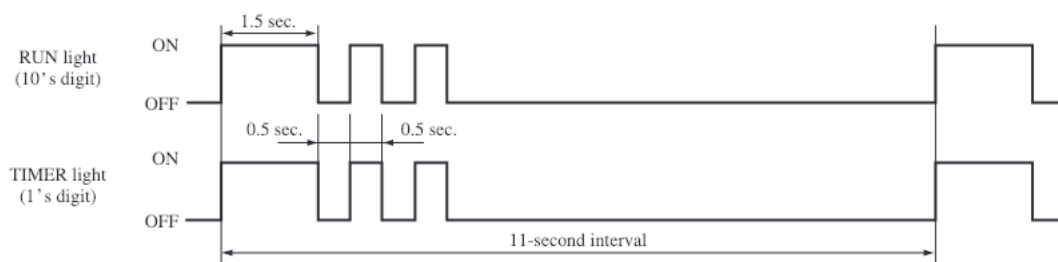 1.5 sec.
RUN light
(10's digit)
ON
OFF
0.5 sec.
0.5 sec.
TIMER light
(1's digit)
ON
OFF
11-second interval